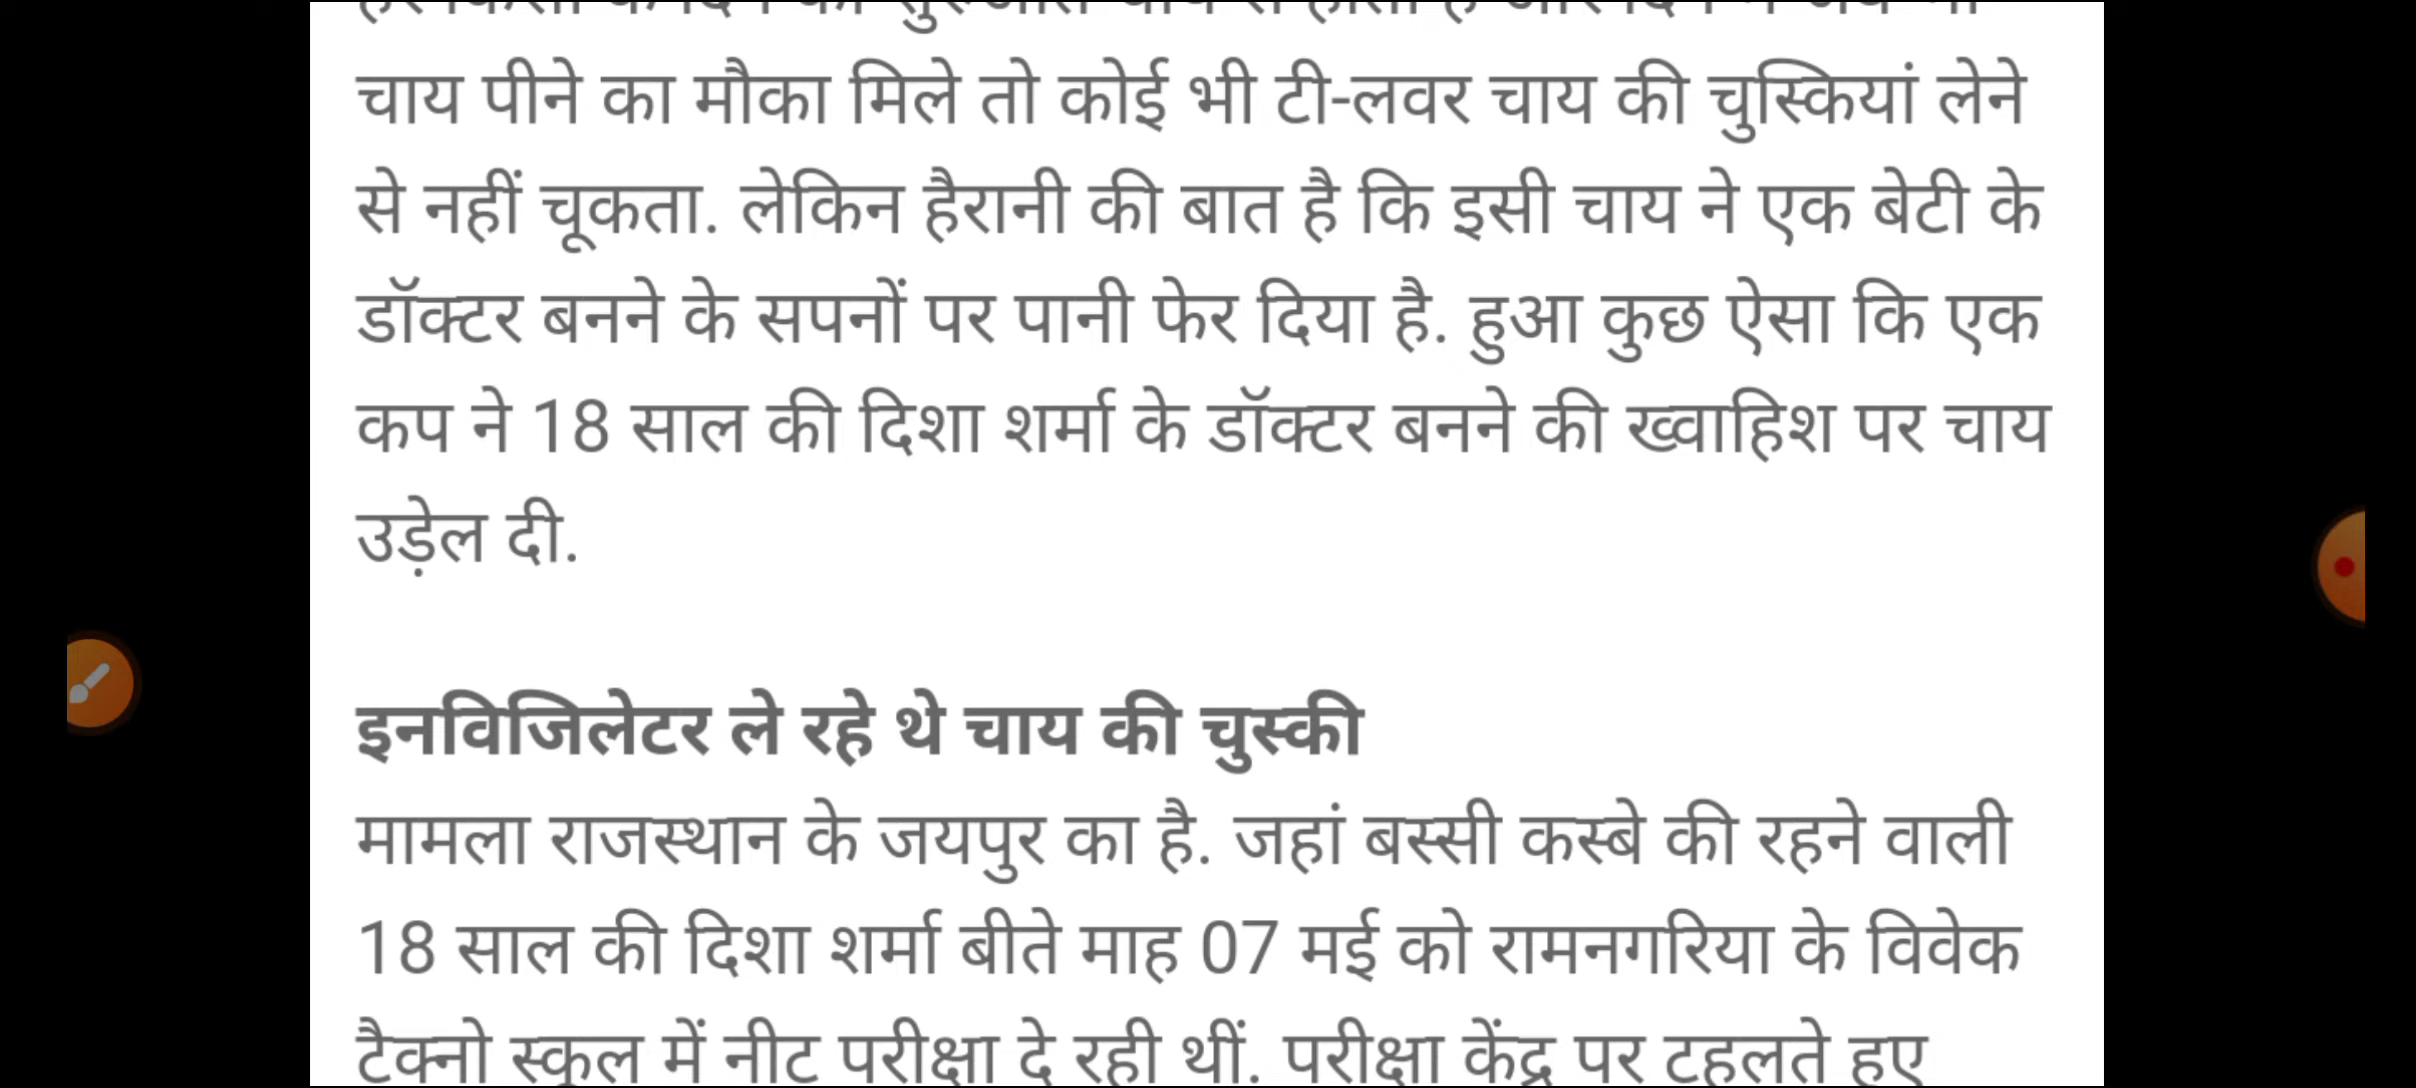 चाय पीने का मौका मिले तो कोई भी टी-लवर चाय की चुस्कियां लेने
से नहीं चूकता. लेकिन हैरानी की बात है कि इसी चाय ने एक बेटी के
डॉक्टर बनने के सपनों पर पानी फेर दिया है. हुआ कुछ ऐसा कि एक
कप ने 18 साल की दिशा शर्मा के डॉक्टर बनने की ख्वाहिश पर चाय
उड़ेल दी.
इनविजिलेटर ले रहे थे चाय की चुस्की
मामला राजस्थान के जयपुर का है. जहां बस्सी कस्बे की रहने वाली
18 साल की दिशा शर्मा बीते माह 07 मई को रामनगरिया के विवेक
टैक्नो स्कूल में नीट परीक्षा दे रही थीं. परीक्षा केंद्र पर टहलते हुए